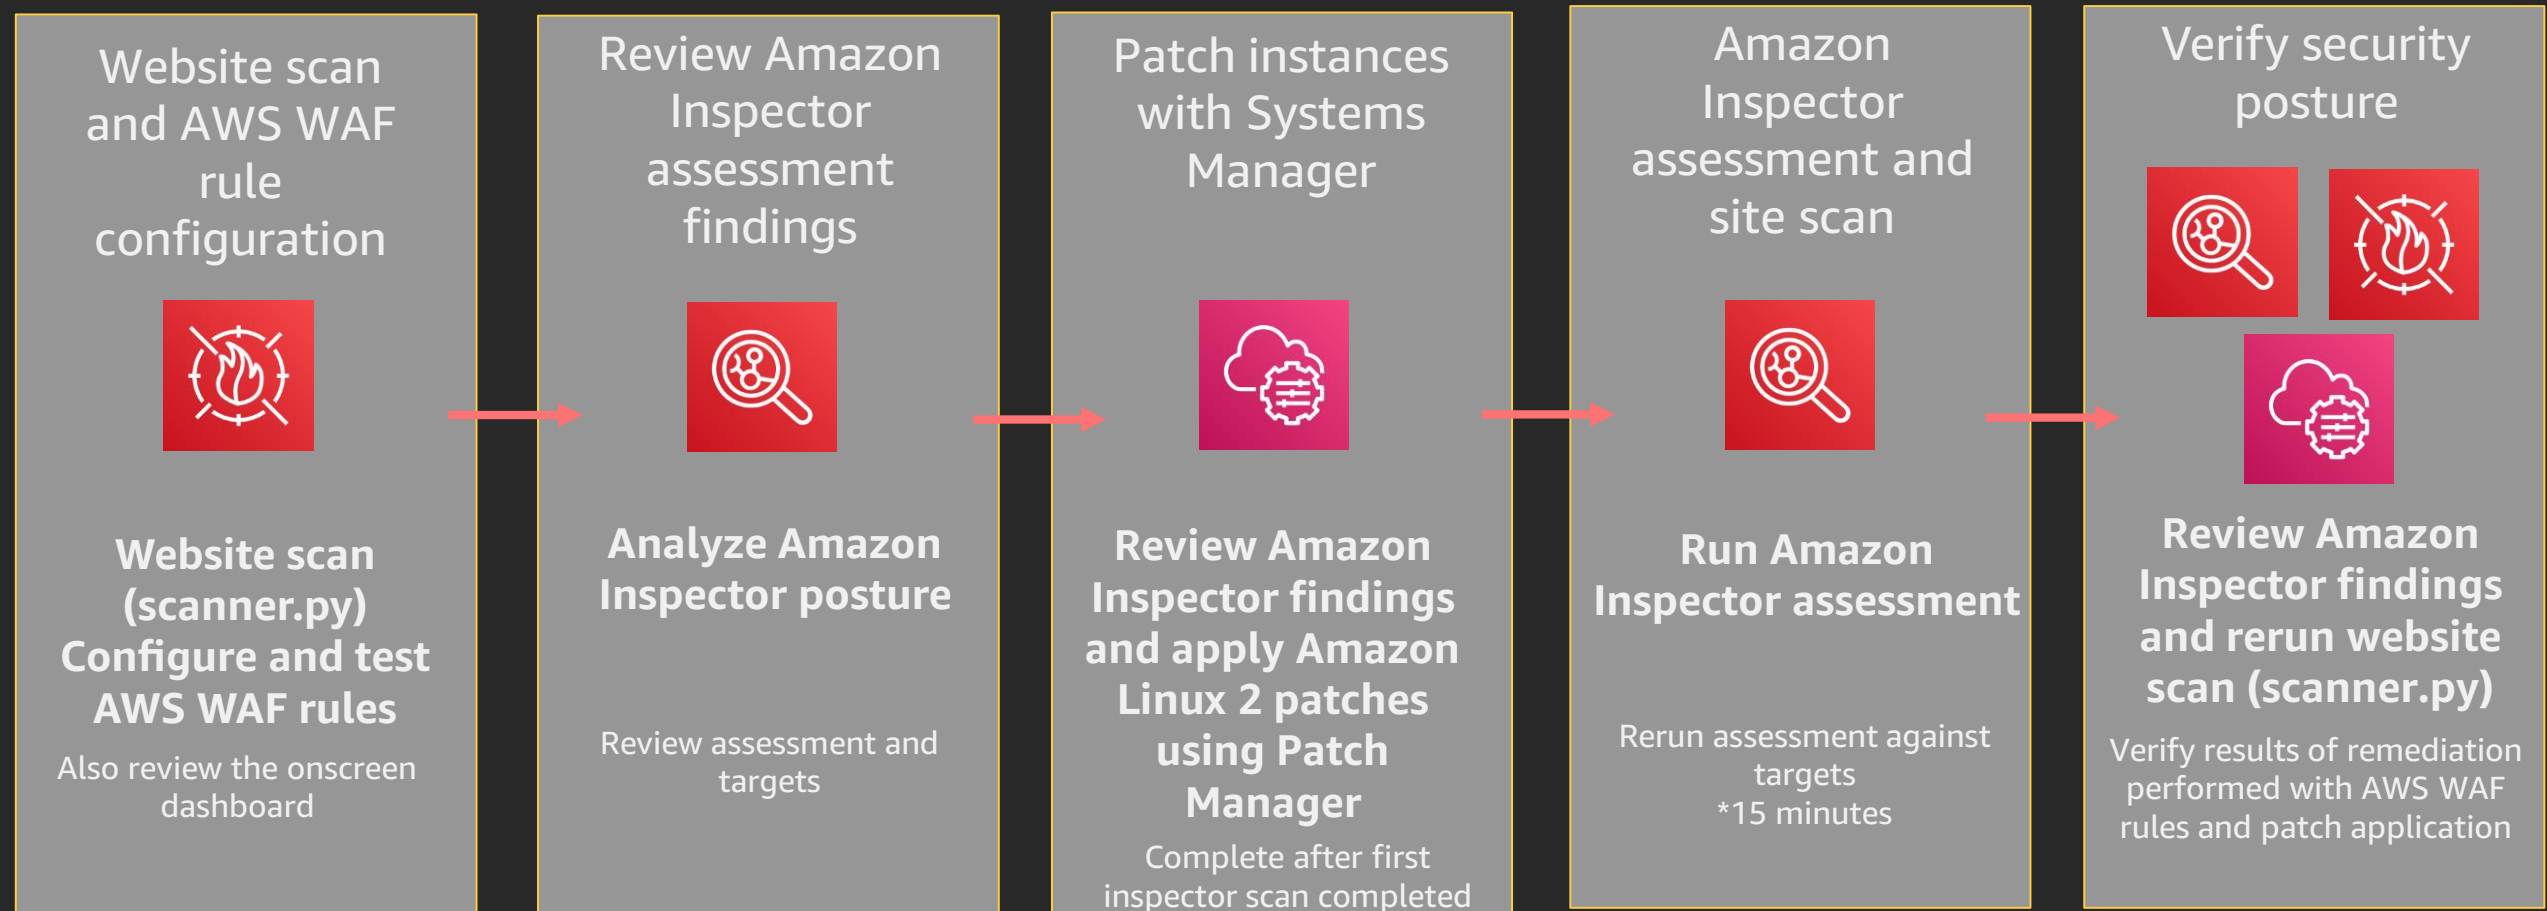 Website scan
and AWS WAF
rule
configuration
Website scan
(scanner.py)
Configure and test
AWS WAF rules
Also review the onscreen
dashboard
Review Amazon
Inspector
assessment
findings
Analyze Amazon
Inspector posture
Review assessment and
targets
Patch instances
with Systems
Manager
Review Amazon
Inspector findings
and apply Amazon
Linux 2 patches
using Patch
Manager
Complete after first
inspector scan completed
Amazon
Inspector
assessment and
site scan
Run Amazon
Inspector assessment
Rerun assessment against
targets
*15 minutes
Verify security
posture
Review Amazon
Inspector findings
and rerun website
scan (scanner.py)
Verify results of remediation
performed with AWS WAF
rules and patch application